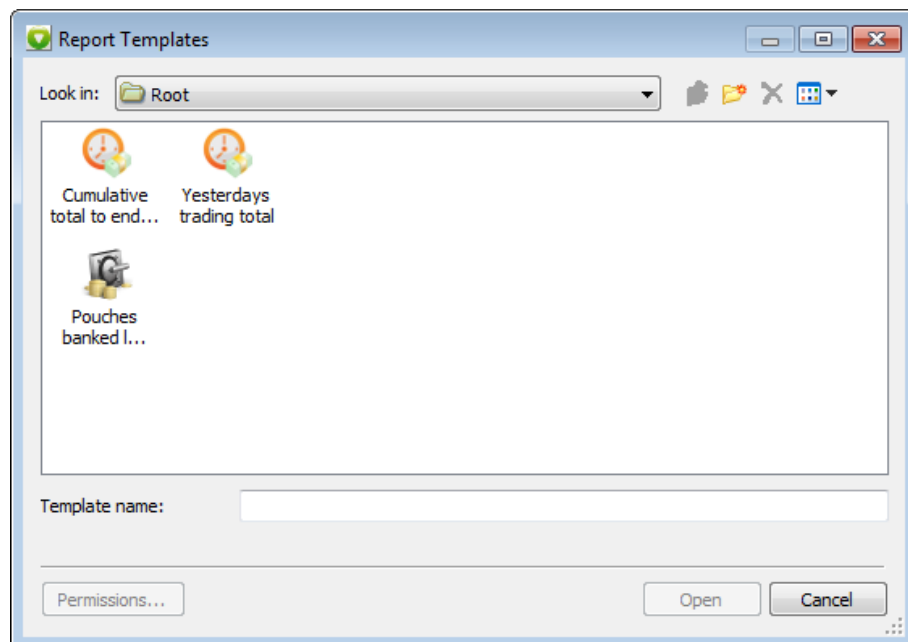 Report Templates
Look in: Root
Cumulative Yesterdays
total to end... trading total
Pouches
banked l...
Template name:
Permissions... Open Cancel